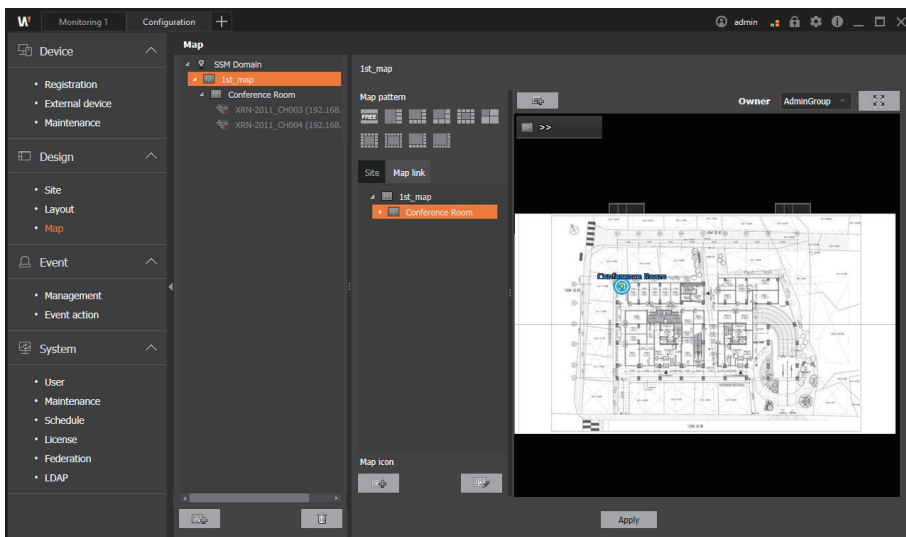 W
Monitoring 1
Configuration
admin
Device
Registration
External device
Maintenance
Design
Site
Layout
Map
Event
Management
Event action
System
User
Maintenance
Schedule
License
Federation
LDAP
Map
SSM Domain
1st_map
Conference Room
XRN-2011_CH003 (192.168.
XRN-2011_CH004 (192.168.
1st_map
Map pattern
FREE
Site
Map link
1st_map
Conference Room
Map icon
Owner
AdminGroup
>>
Conference Room
Apply